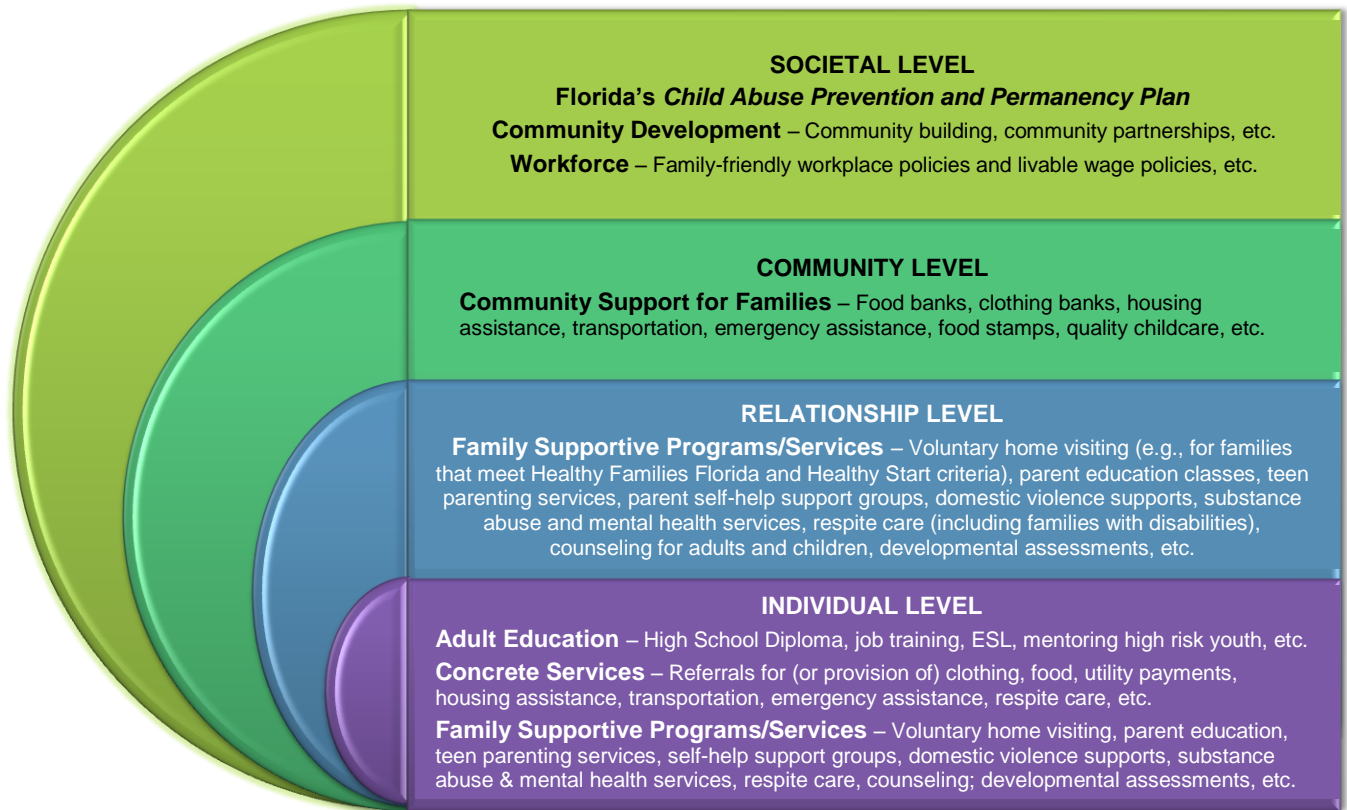 SOCIETAL LEVEL
Florida’s Child Abuse Prevention and Permanency Plan
Community Development – Community building, community partnerships, etc.
Workforce – Family-friendly workplace policies and livable wage policies, etc.
COMMUNITY LEVEL
Community Support for Families – Food banks, clothing banks, housing
assistance, transportation, emergency assistance, food stamps, quality childcare, etc.
RELATIONSHIP LEVEL
Family Supportive Programs/Services – Voluntary home visiting (e.g., for families
that meet Healthy Families Florida and Healthy Start criteria), parent education classes, teen
parenting services, parent self-help support groups, domestic violence supports, substance
abuse and mental health services, respite care (including families with disabilities),
counseling for adults and children, developmental assessments, etc.
INDIVIDUAL LEVEL
Adult Education – High School Diploma, job training, ESL, mentoring high risk youth, etc.
Concrete Services – Referrals for (or provision of) clothing, food, utility payments,
housing assistance, transportation, emergency assistance, respite care, etc.
Family Supportive Programs/Services – Voluntary home visiting, parent education,
teen parenting services, self-help support groups, domestic violence supports, substance
abuse & mental health services, respite care, counseling; developmental assessments, etc.